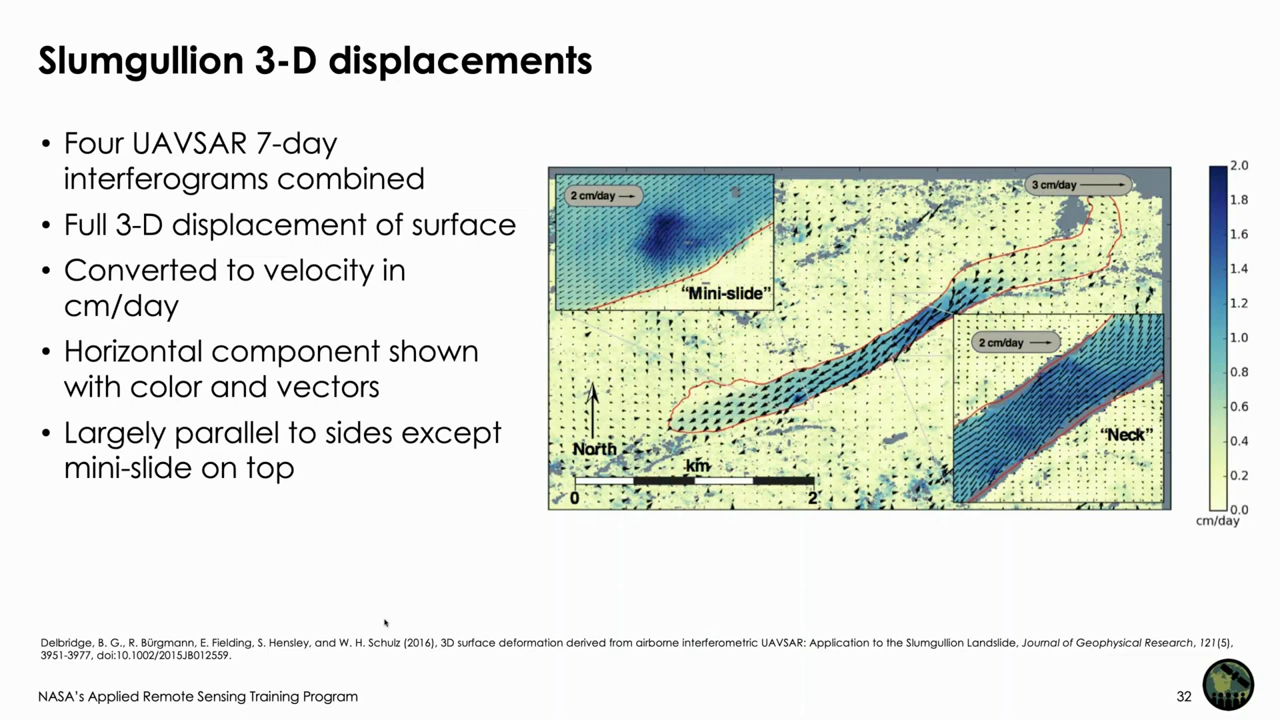 Slumgullion 3-D displacements
• Four UAVSAR 7-day
interferograms combined
• Full 3-D displacement of surface
• Converted to velocity in
cm/day
• Horizontal component shown
with color and vectors
• Largely parallel to sides except
mini-slide on top
2 cm/day
"Mini-slide"
3 cm/day
2 cm/day
"Neck"
North
km
0
2
2.0
1.8
1.6
1.4
1.2
1.0
0.8
0.6
0.4
0.2
0.0
cm/day
Delbridge, B. G., R. Bürgmann, E. Fielding, S. Hensley, and W. H. Schulz (2016), 3D surface deformation derived from airborne interferometric UAVSAR: Application to the Slumgullion Landslide, Journal of Geophysical Research, 121(5),
3951-3977, doi:10.1002/2015JB012559.
NASA's Applied Remote Sensing Training Program
32